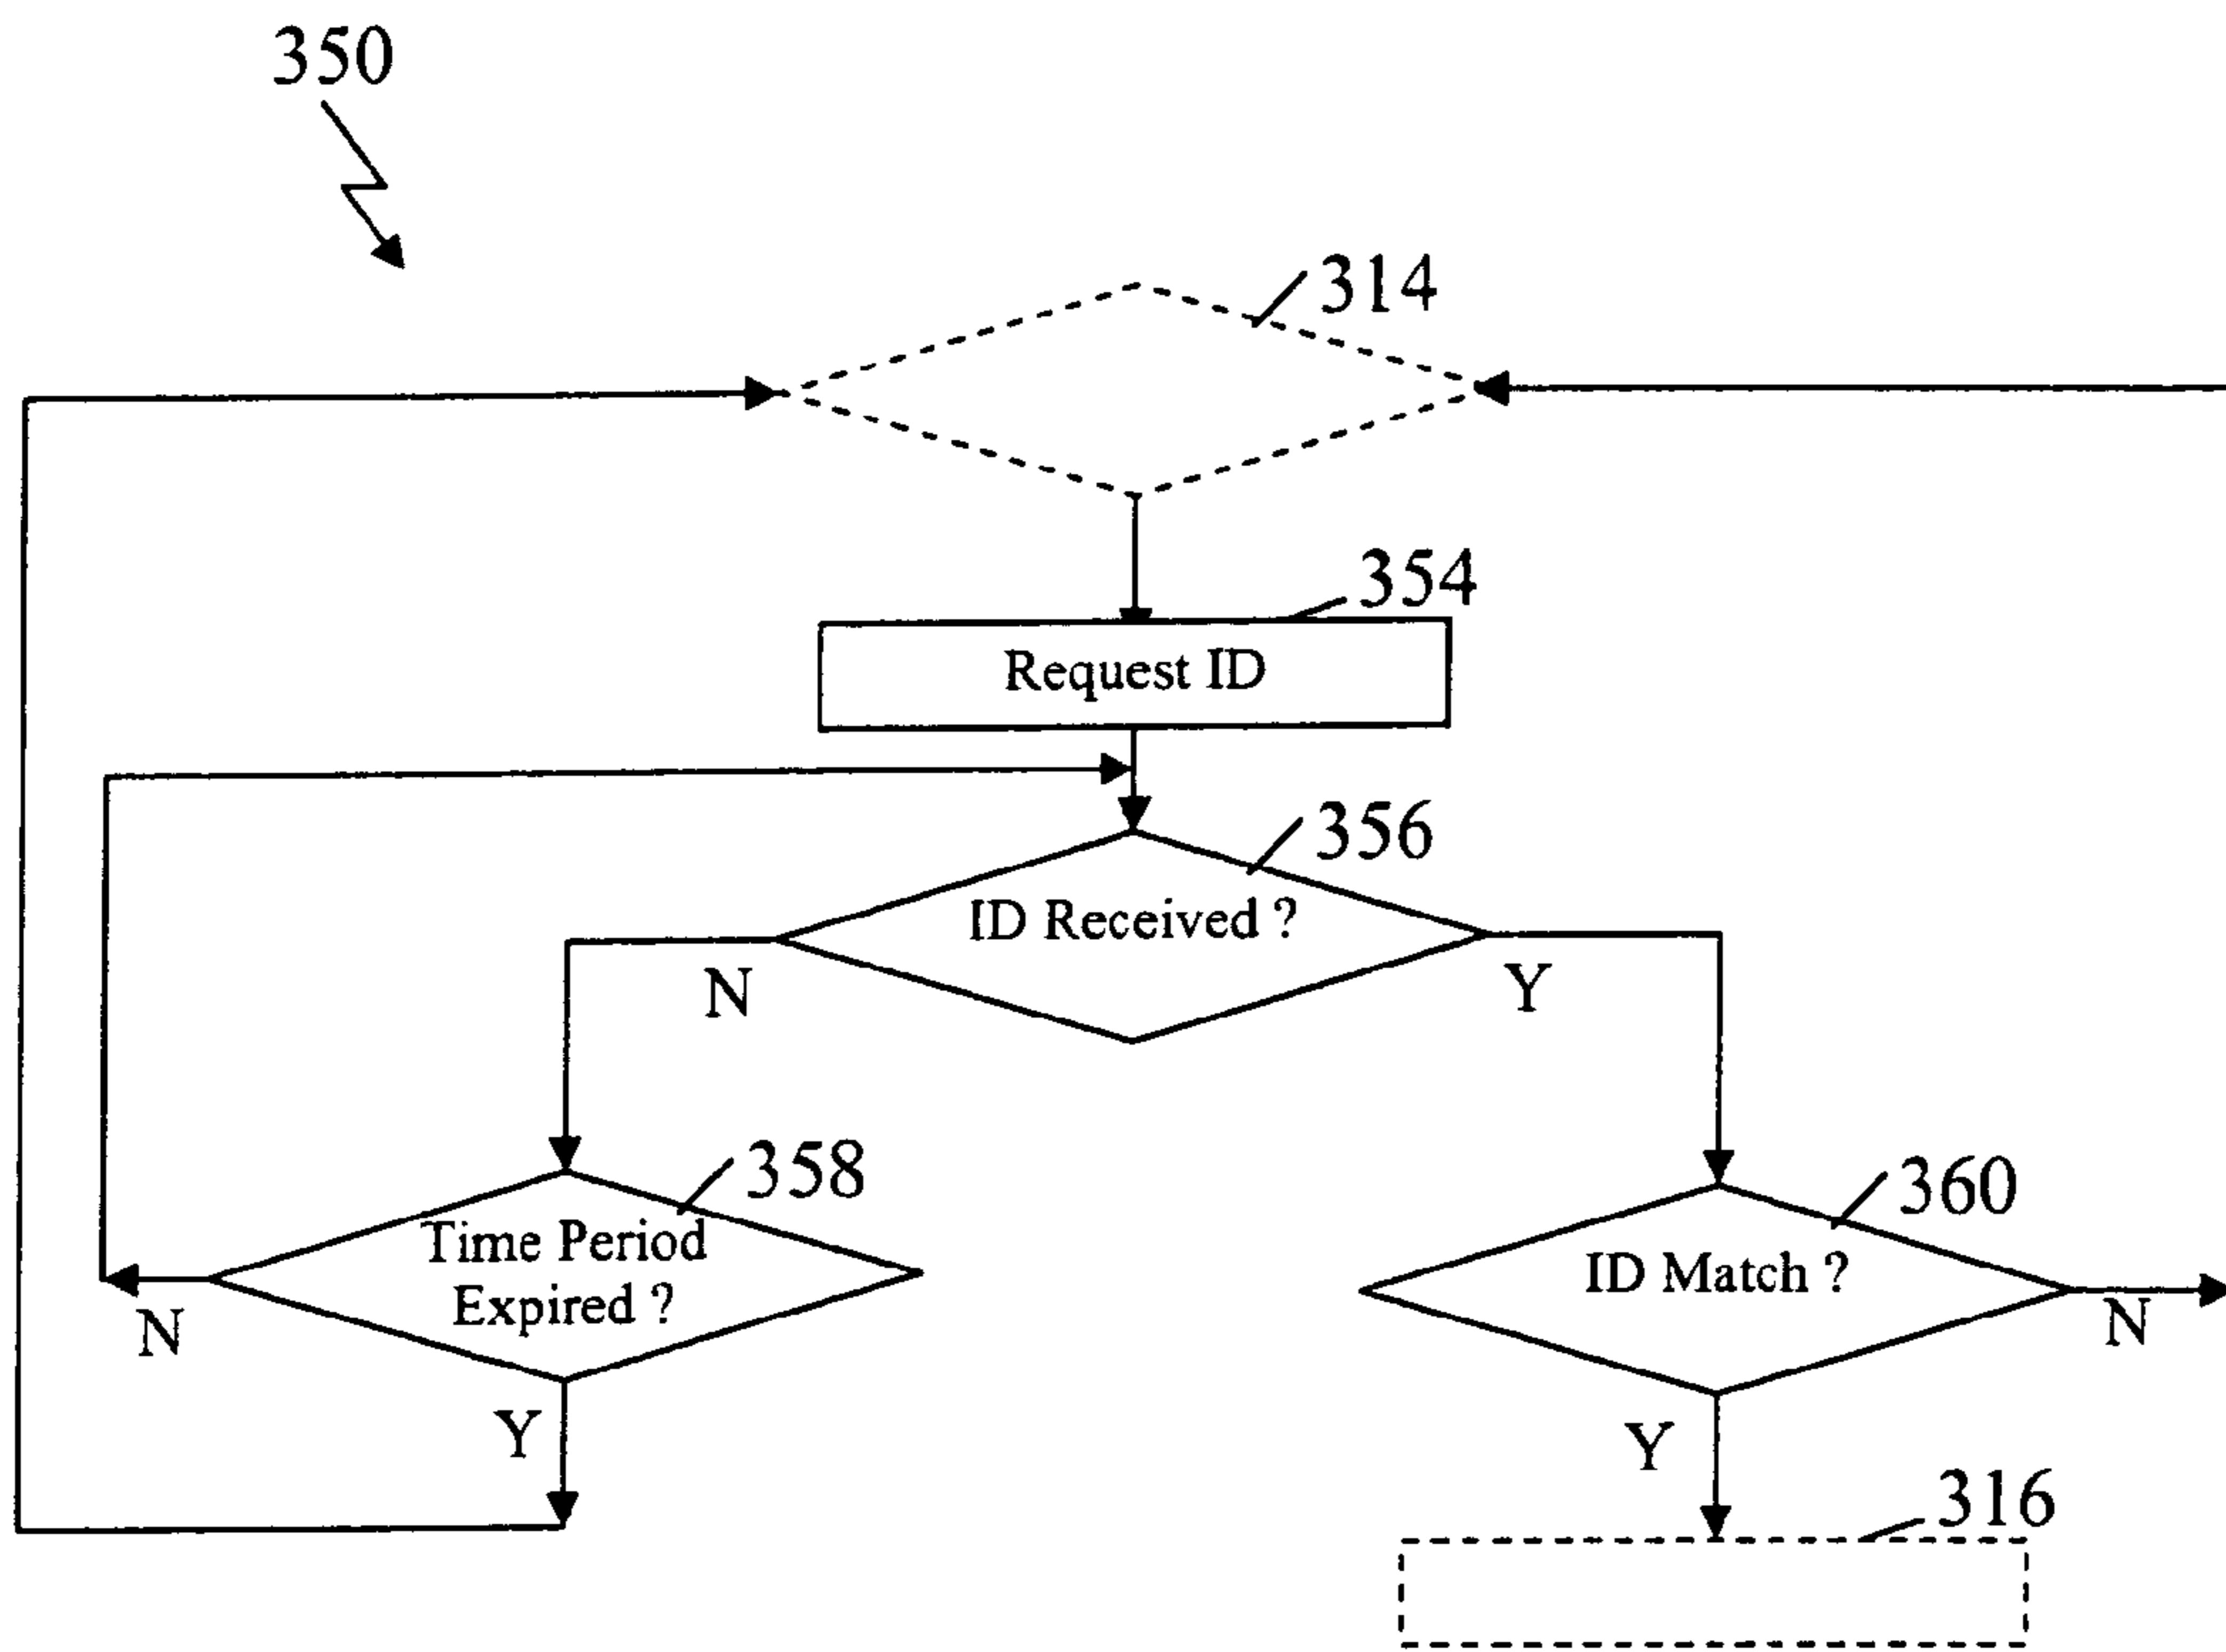 350
314
354
Request ID
356
ID Received ?
N
Y
358
Time Period
Expired ?
N
Y
360
ID Match ?
N
Y
316